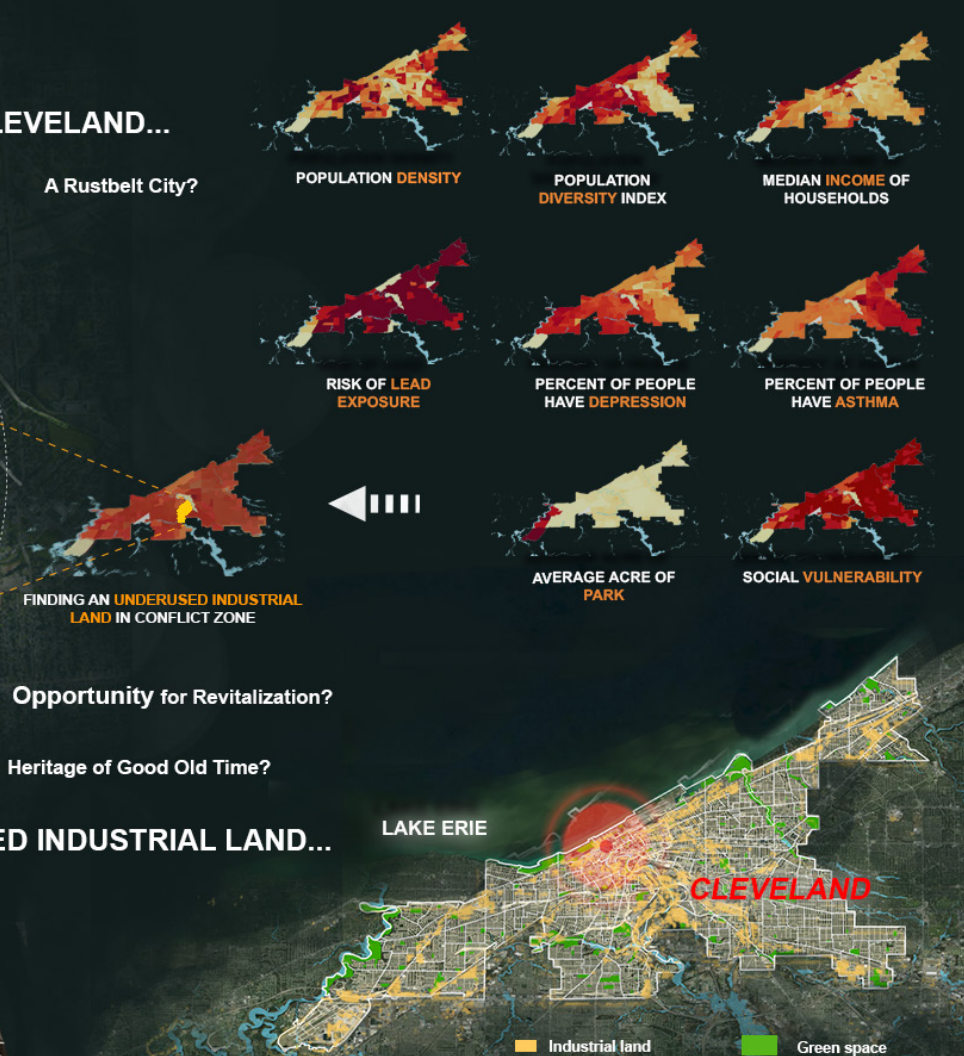 LEVELAND...
A Rustbelt City?
POPULATION DENSITY
POPULATION
DIVERSITY INDEX
MEDIAN INCOME OF
HOUSEHOLDS
RISK OF LEAD
EXPOSURE
PERCENT OF PEOPLE
HAVE DEPRESSION
PERCENT OF PEOPLE
HAVE ASTHMA
AVERAGE ACRE OF
PARK
SOCIAL VULNERABILITY
FINDING AN UNDERUSED INDUSTRIAL
LAND IN CONFLICT ZONE
Opportunity for Revitalization?
Heritage of Good Old Time?
ED INDUSTRIAL LAND...
LAKE ERIE
CLEVELAND
Industrial land
Green space